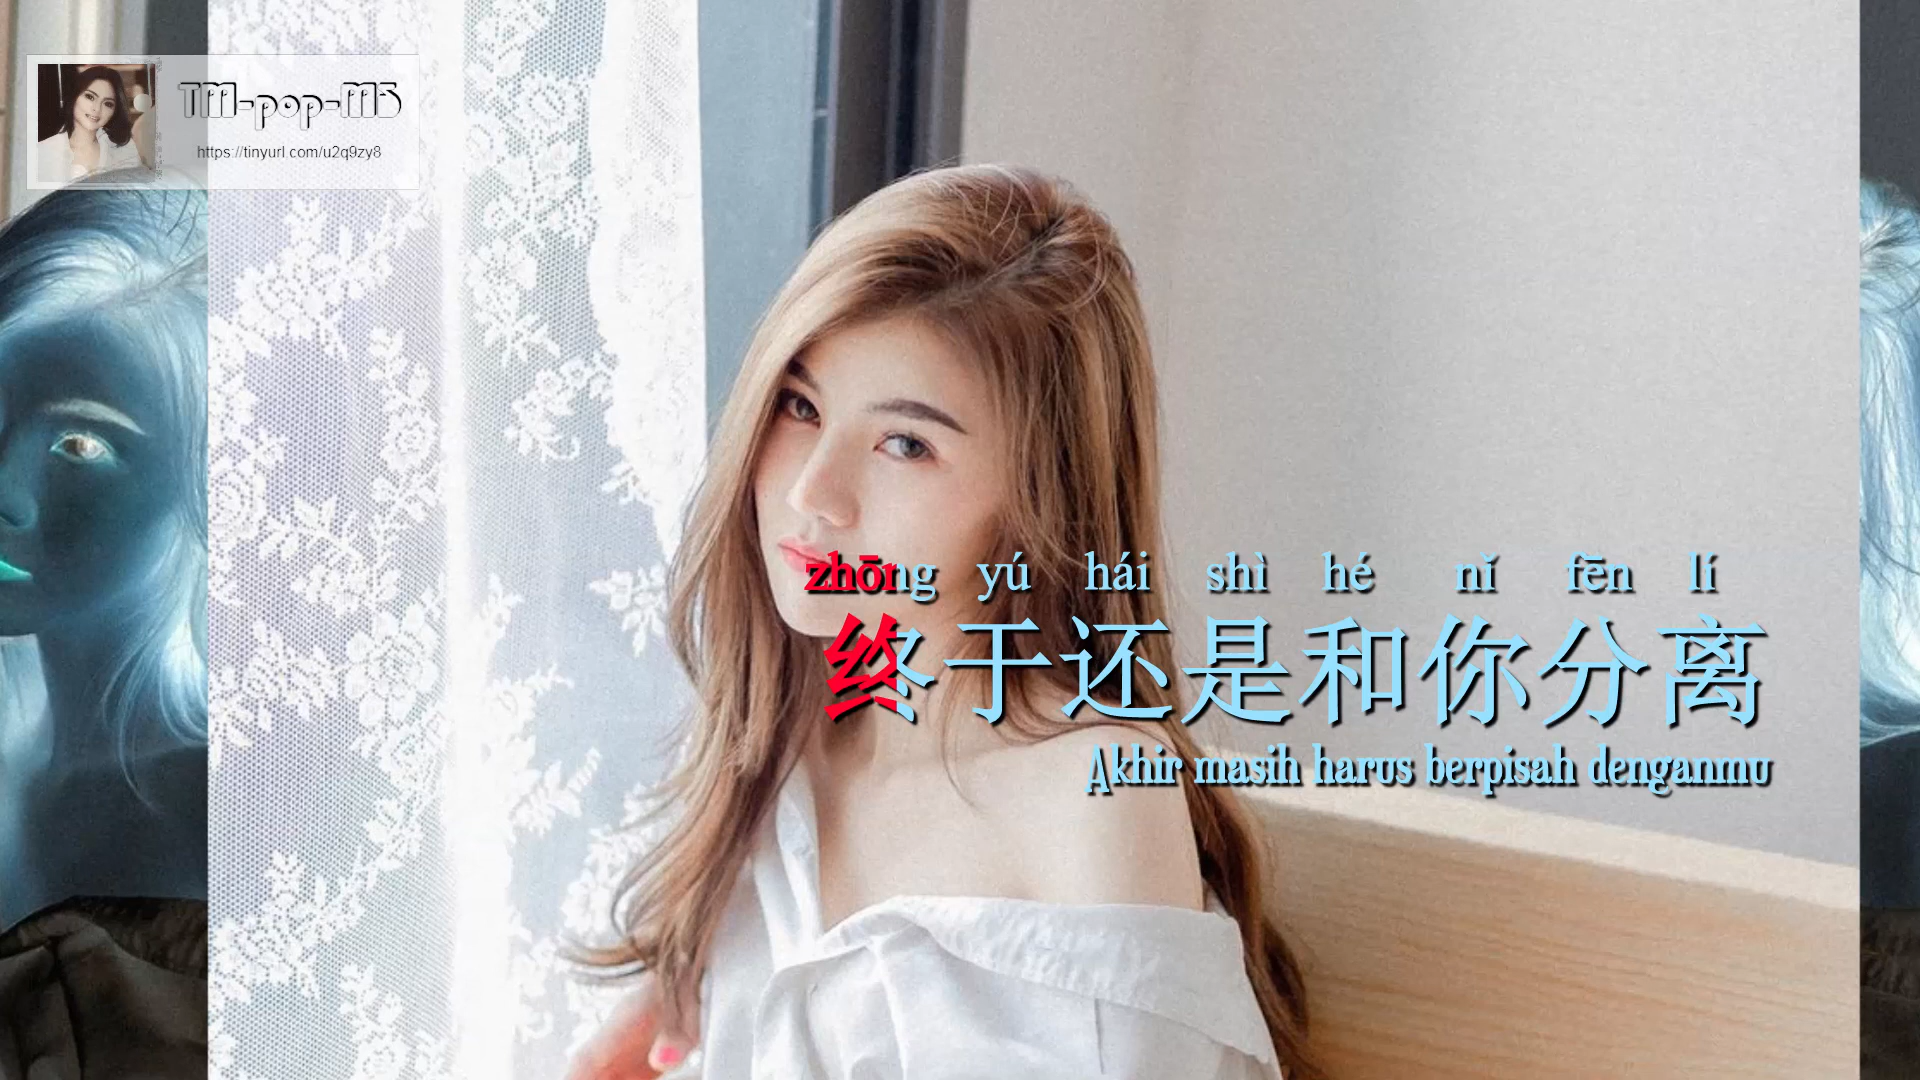 TM-pop-M3
https://tinyurl.com/u2q9zy8
zhōng yú hái shì hé nǐ fēn lí
终于还是和你分离
Akhir masih harus berpisah denganmu